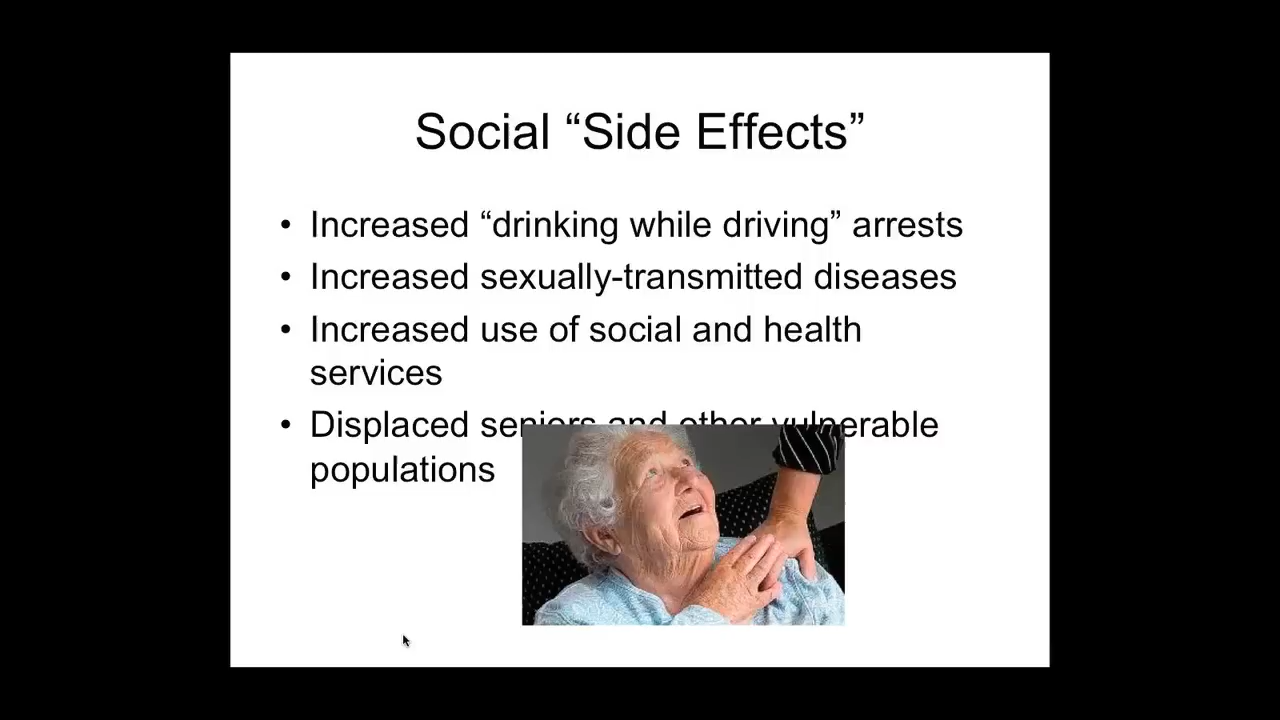 Social “Side Effects”
• Increased “drinking while driving” arrests
• Increased sexually-transmitted diseases
• Increased use of social and health
services
• Displaced seniors and other vulnerable
populations